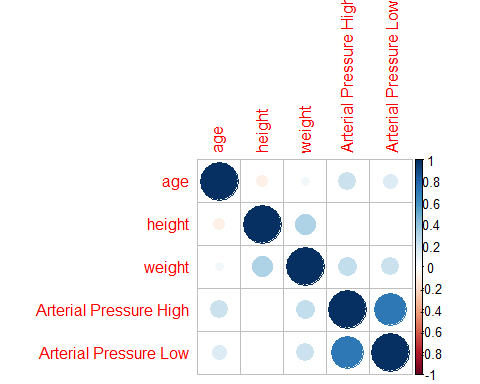 age
height
weight
Arterial Pressure High
Arterial Pressure Low
age
height
weight
Arterial Pressure High
Arterial Pressure Low
1
0.8
0.6
0.4
0.2
0
-0.2
-0.4
-0.6
-0.8
-1